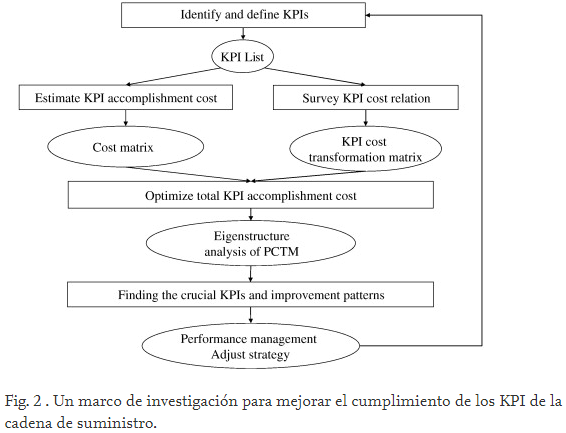 Identify and define KPIs
KPI List
Estimate KPI accomplishment cost
Survey KPI cost relation
Cost matrix
KPI cost
transformation matrix
Optimize total KPI accomplishment cost
Eigenstructure
analysis of PCTM
Finding the crucial KPIs and improvement patterns
Performance management
Adjust strategy
Fig. 2 . Un marco de investigación para mejorar el cumplimiento de los KPI de la
cadena de suministro.